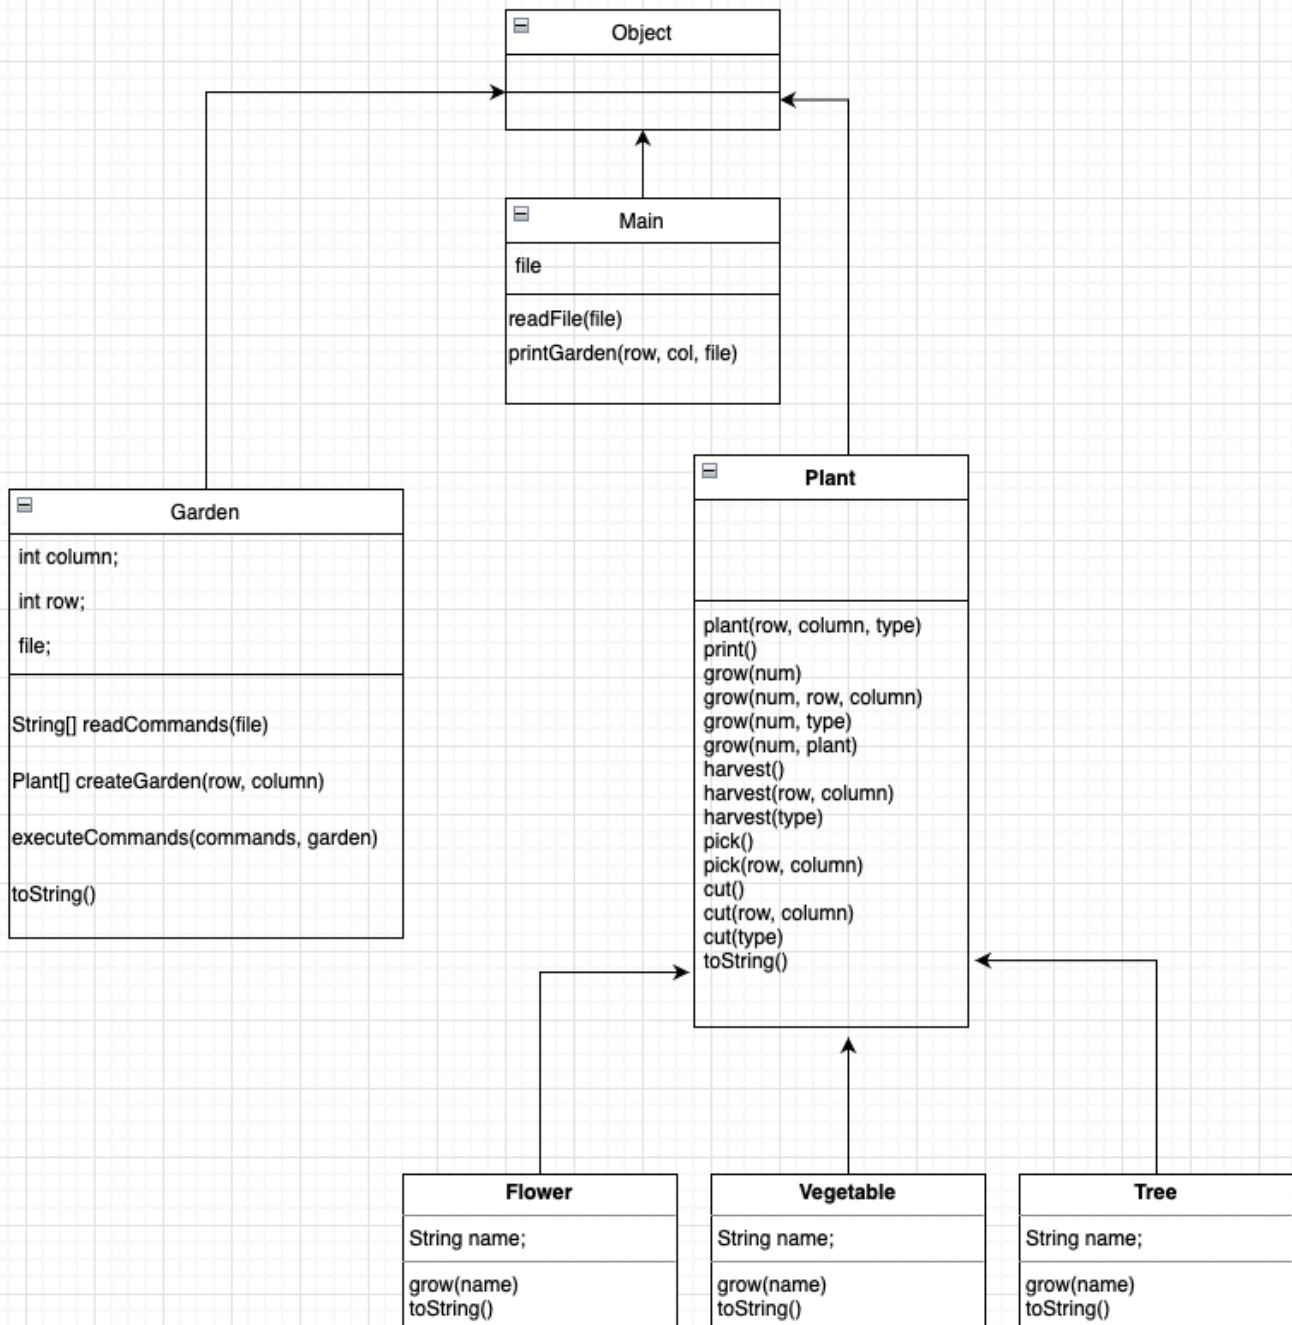 Object
Main
file
readFile(file)
printGarden(row, col, file)
Garden
int column;
int row;
file;
String[] readCommands(file)
Plant[] createGarden(row, column)
executeCommands(commands, garden)
toString()
Plant
plant(row, column, type)
print()
grow(num)
grow(num, row, column)
grow(num, type)
grow(num, plant)
harvest()
harvest(row, column)
harvest(type)
pick()
pick(row, column)
cut()
cut(row, column)
cut(type)
toString()
Flower
String name;
grow(name)
toString()
Vegetable
String name;
grow(name)
toString()
Tree
String name;
grow(name)
toString()